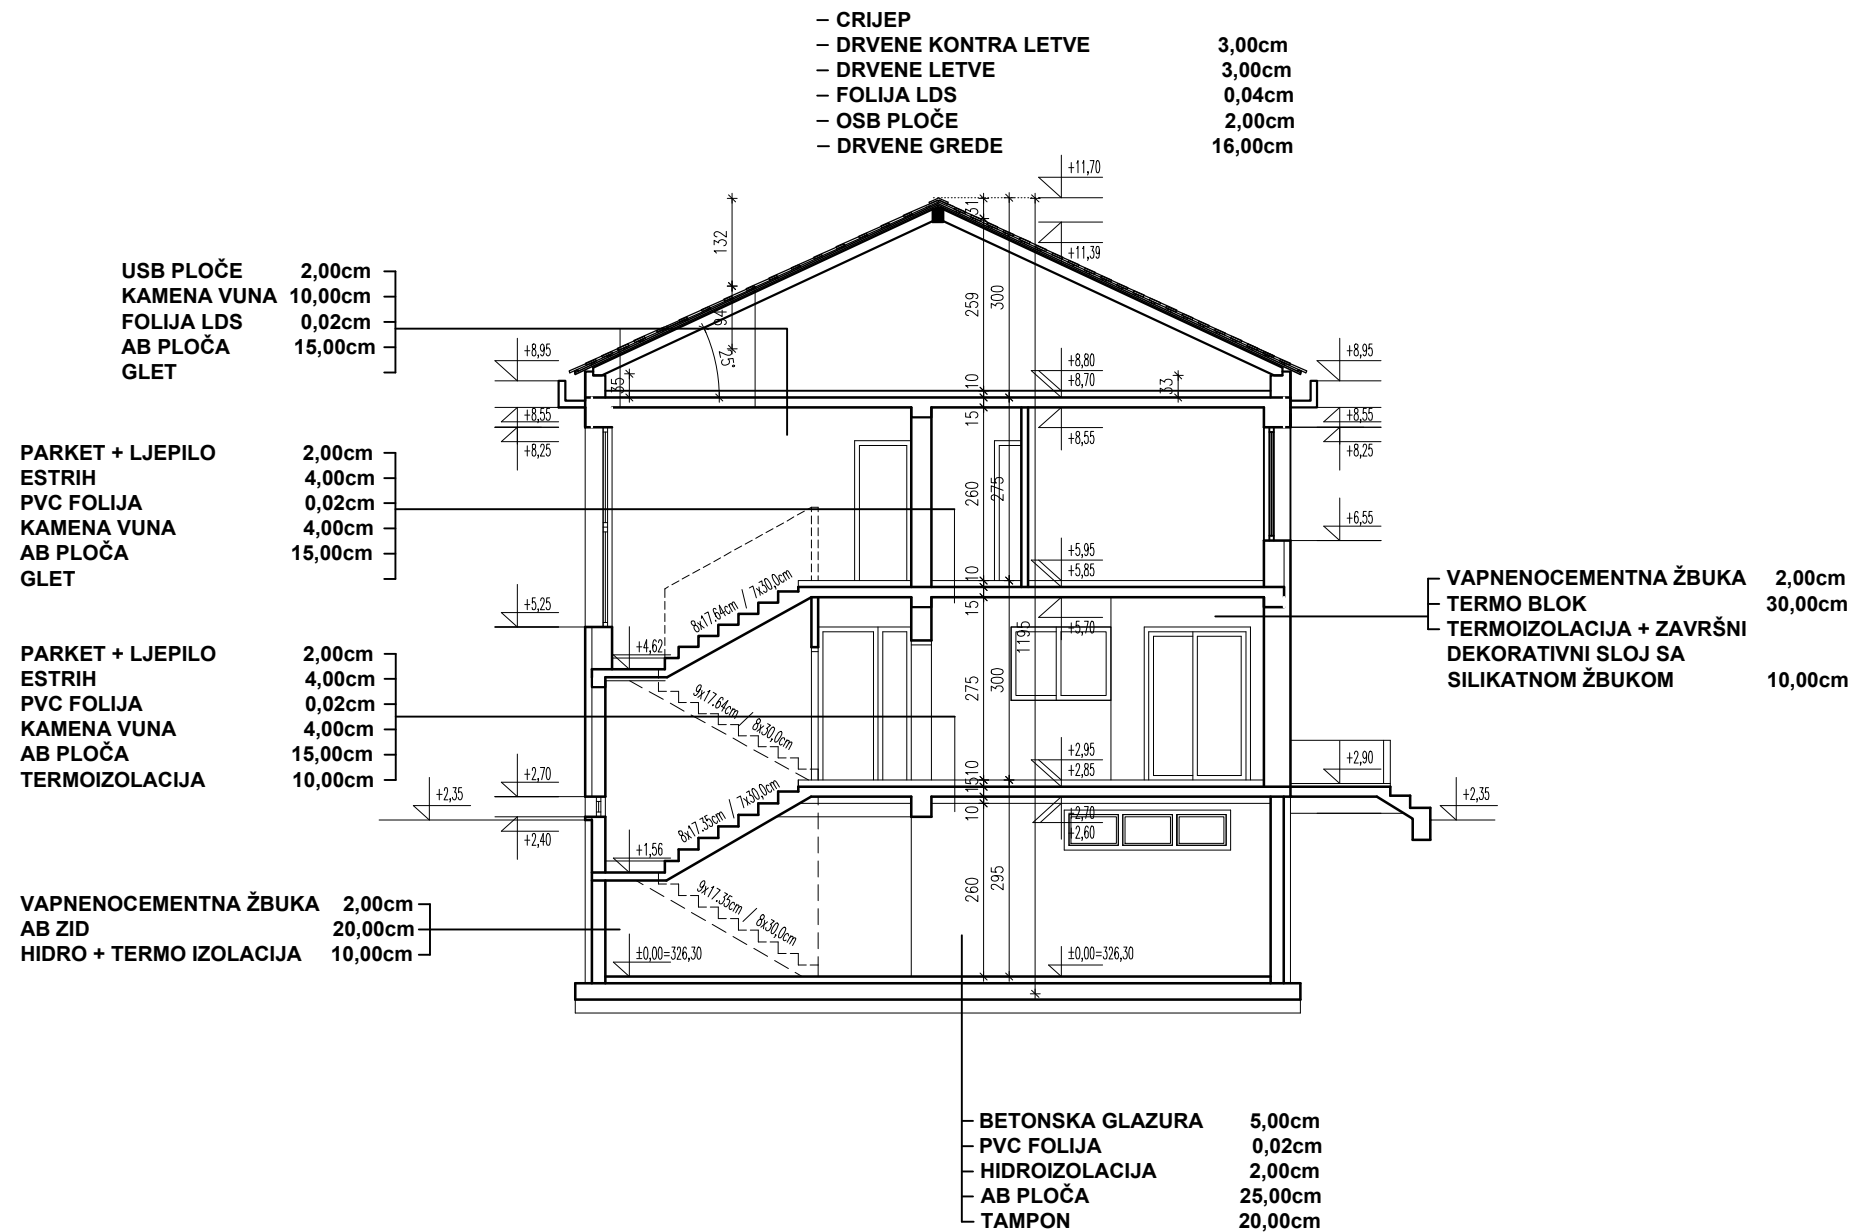 – CRIJEP
– DRVENE KONTRA LETVE 3,00cm
– DRVENE LETVE 3,00cm
– FOLIJA LDS 0,04cm
– OSB PLOČE 2,00cm
– DRVENE GREDE 16,00cm
+11,70
31
132
+11,39
USB PLOČE 2,00cm
KAMENA VUNA 10,00cm
FOLIJA LDS 0,02cm
AB PLOČA 15,00cm
GLET
259
300
94
25°
+8,95
+8,80
+8,95
35
10
+8,70
33
+8,55
15
+8,55
+8,55
+8,25
+8,25
PARKET + LJEPILO 2,00cm
ESTRIH 4,00cm
PVC FOLIJA 0,02cm
KAMENA VUNA 4,00cm
AB PLOČA 15,00cm
GLET
260
275
+6,55
+5,95
10
+5,85
8x17.64cm / 7x30,0cm
+5,25
15
+5,70
1195
VAPNENOCEMENTNA ŽBUKA 2,00cm
TERMO BLOK 30,00cm
TERMOIZOLACIJA + ZAVRŠNI
DEKORATIVNI SLOJ SA
SILIKATNOM ŽBUKOM 10,00cm
+4,62
PARKET + LJEPILO 2,00cm
ESTRIH 4,00cm
PVC FOLIJA 0,02cm
KAMENA VUNA 4,00cm
AB PLOČA 15,00cm
TERMOIZOLACIJA 10,00cm
9x17.64cm / 8x30,0cm
275
300
+2,95
10
+2,85
+2,90
+2,70
15
+2,35
+2,35
8x17.35cm / 7x30,0cm
10
+2,70
+2,60
+2,40
+1,56
9x17.35cm / 8x30,0cm
260
295
VAPNENOCEMENTNA ŽBUKA 2,00cm
AB ZID 20,00cm
HIDRO + TERMO IZOLACIJA 10,00cm
±0,00=326,30
±0,00=326,30
BETONSKA GLAZURA 5,00cm
PVC FOLIJA 0,02cm
HIDROIZOLACIJA 2,00cm
AB PLOČA 25,00cm
TAMPON 20,00cm